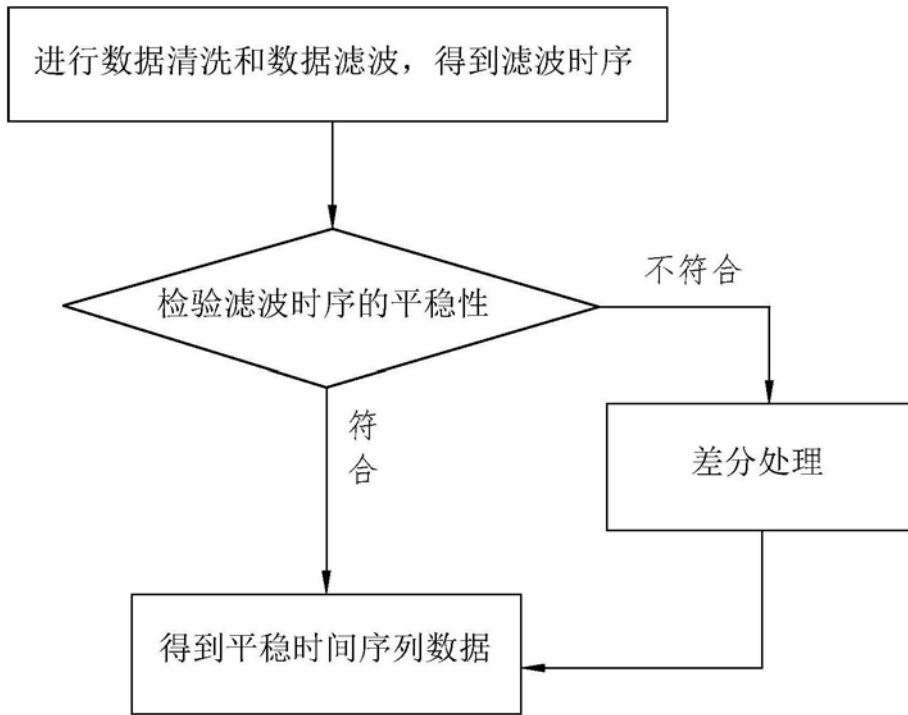 进行数据清洗和数据滤波，得到滤波时序
检验滤波时序的平稳性
不符合
符
合
差分处理
得到平稳时间序列数据